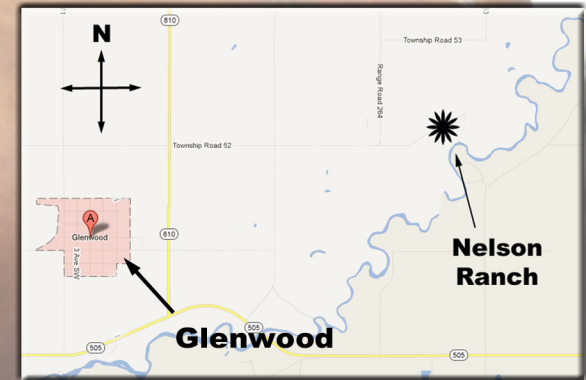 810
N
Township Road 53
Range Road 264
Township Road 52
A
Glenwood
3 Ave SW
810
Nelson
Ranch
505
Glenwood
505
505